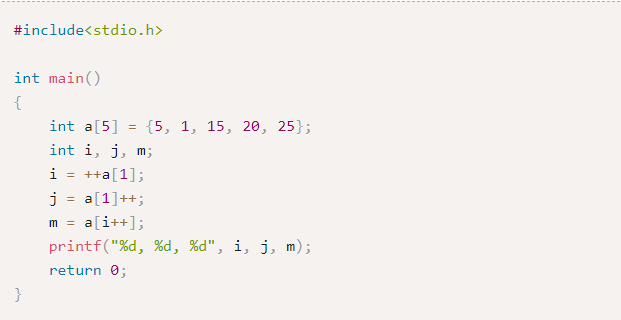 #include<stdio.h>
int main()
{
    int a[5] = {5, 1, 15, 20, 25};
    int i, j, m;
    i = ++a[1];
    j = a[1]++;
    m = a[i++];
    printf("%d, %d, %d", i, j, m);
    return 0;
}